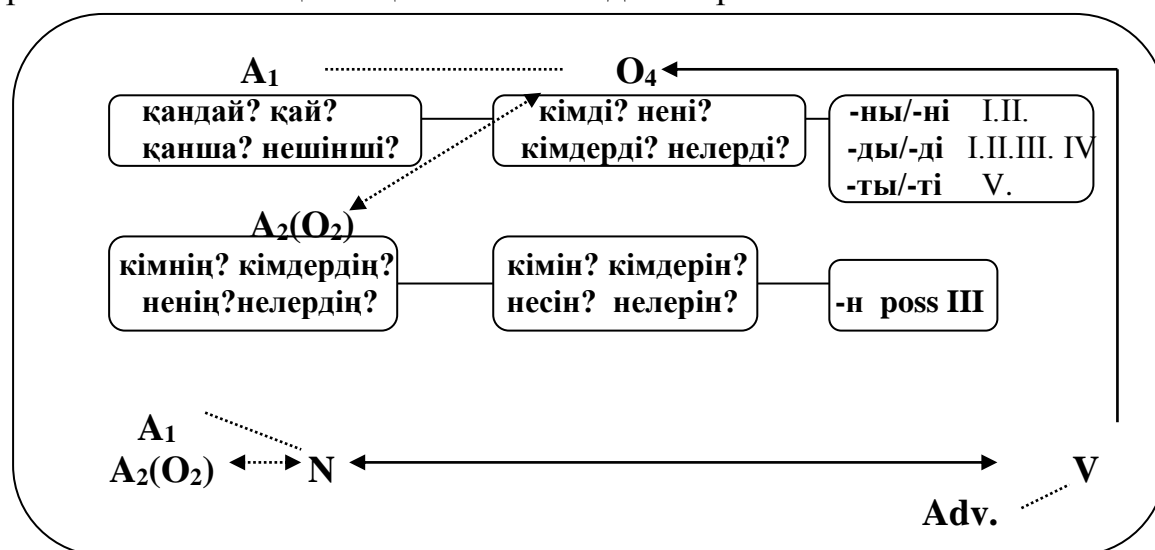 A₁ O₄
қандай? қай?
қанша? нешінші?
кімді? нені?
кімдерді? нелерді?
-ны/-ні I.II.
-ды/-ді I.II.III. IV
-ты/-ті V.
A₂(O₂)
кімнің? кімдердің?
ненің?нелердің?
кімін? кімдерін?
несін? нелерін?
-н poss III
A₁
A₂(O₂) N V
Adv.